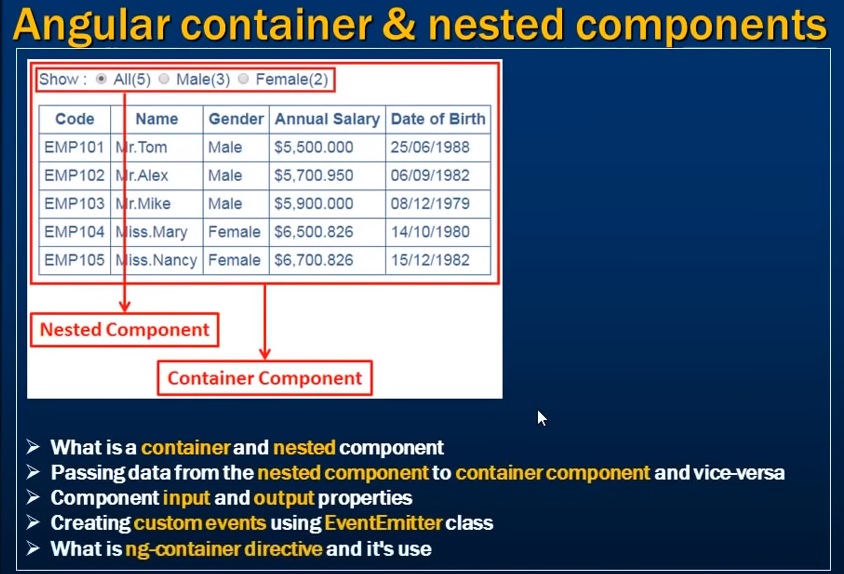 Angular container & nested components
Show : All(5) Male(3) Female(2)
Code Name Gender Annual Salary Date of Birth
EMP101 Mr.Tom Male $5,500.000 25/06/1988
EMP102 Mr.Alex Male $5,700.950 06/09/1982
EMP103 Mr.Mike Male $5,900.000 08/12/1979
EMP104 Miss.Mary Female $6,500.826 14/10/1980
EMP105 Miss.Nancy Female $6,700.826 15/12/1982
Nested Component
Container Component
What is a container and nested component
Passing data from the nested component to container component and vice-versa
Component input and output properties
Creating custom events using EventEmitter class
What is ng-container directive and it's use